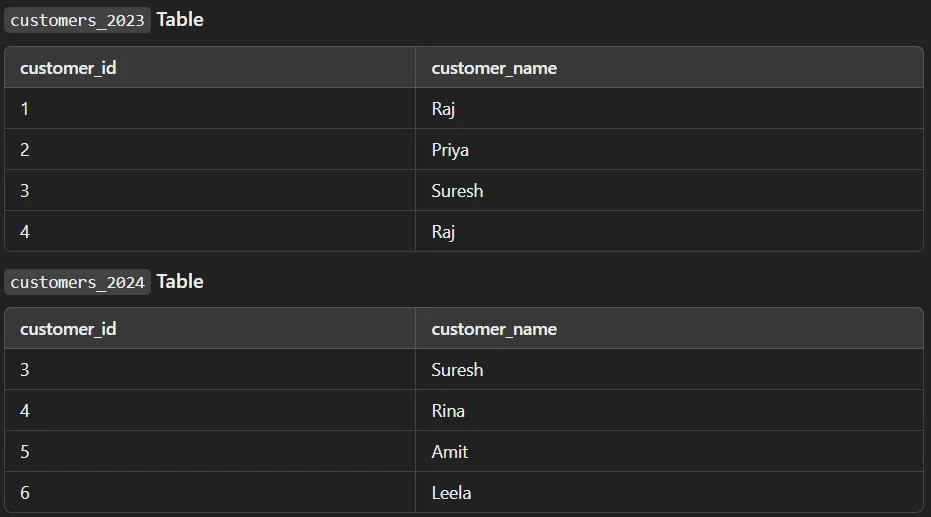 customers_2023 Table
customer_id customer_name
1 Raj
2 Priya
3 Suresh
4 Raj
customers_2024 Table
customer_id customer_name
3 Suresh
4 Rina
5 Amit
6 Leela